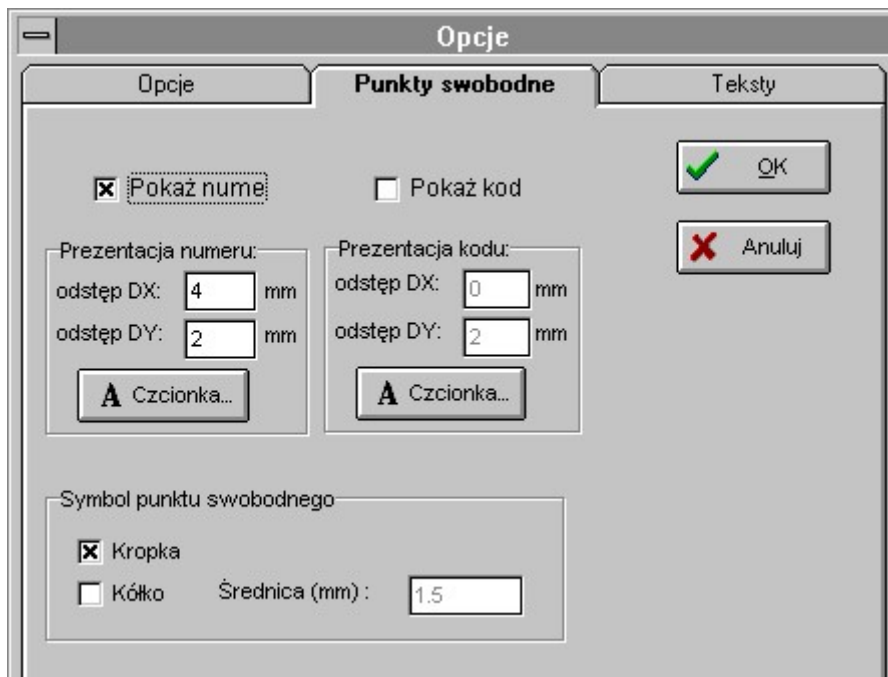 Opcje
Opcje Punkty swobodne Teksty
Pokaż nume Pokaż kod OK
Anuluj
Prezentacja numeru: Prezentacja kodu:
odstęp DX: 4 mm odstęp DX: 0 mm
odstęp DY: 2 mm odstęp DY: 2 mm
A Czcionka... A Czcionka...
Symbol punktu swobodnego
Kropka
Kółko Średnica (mm) : 1.5